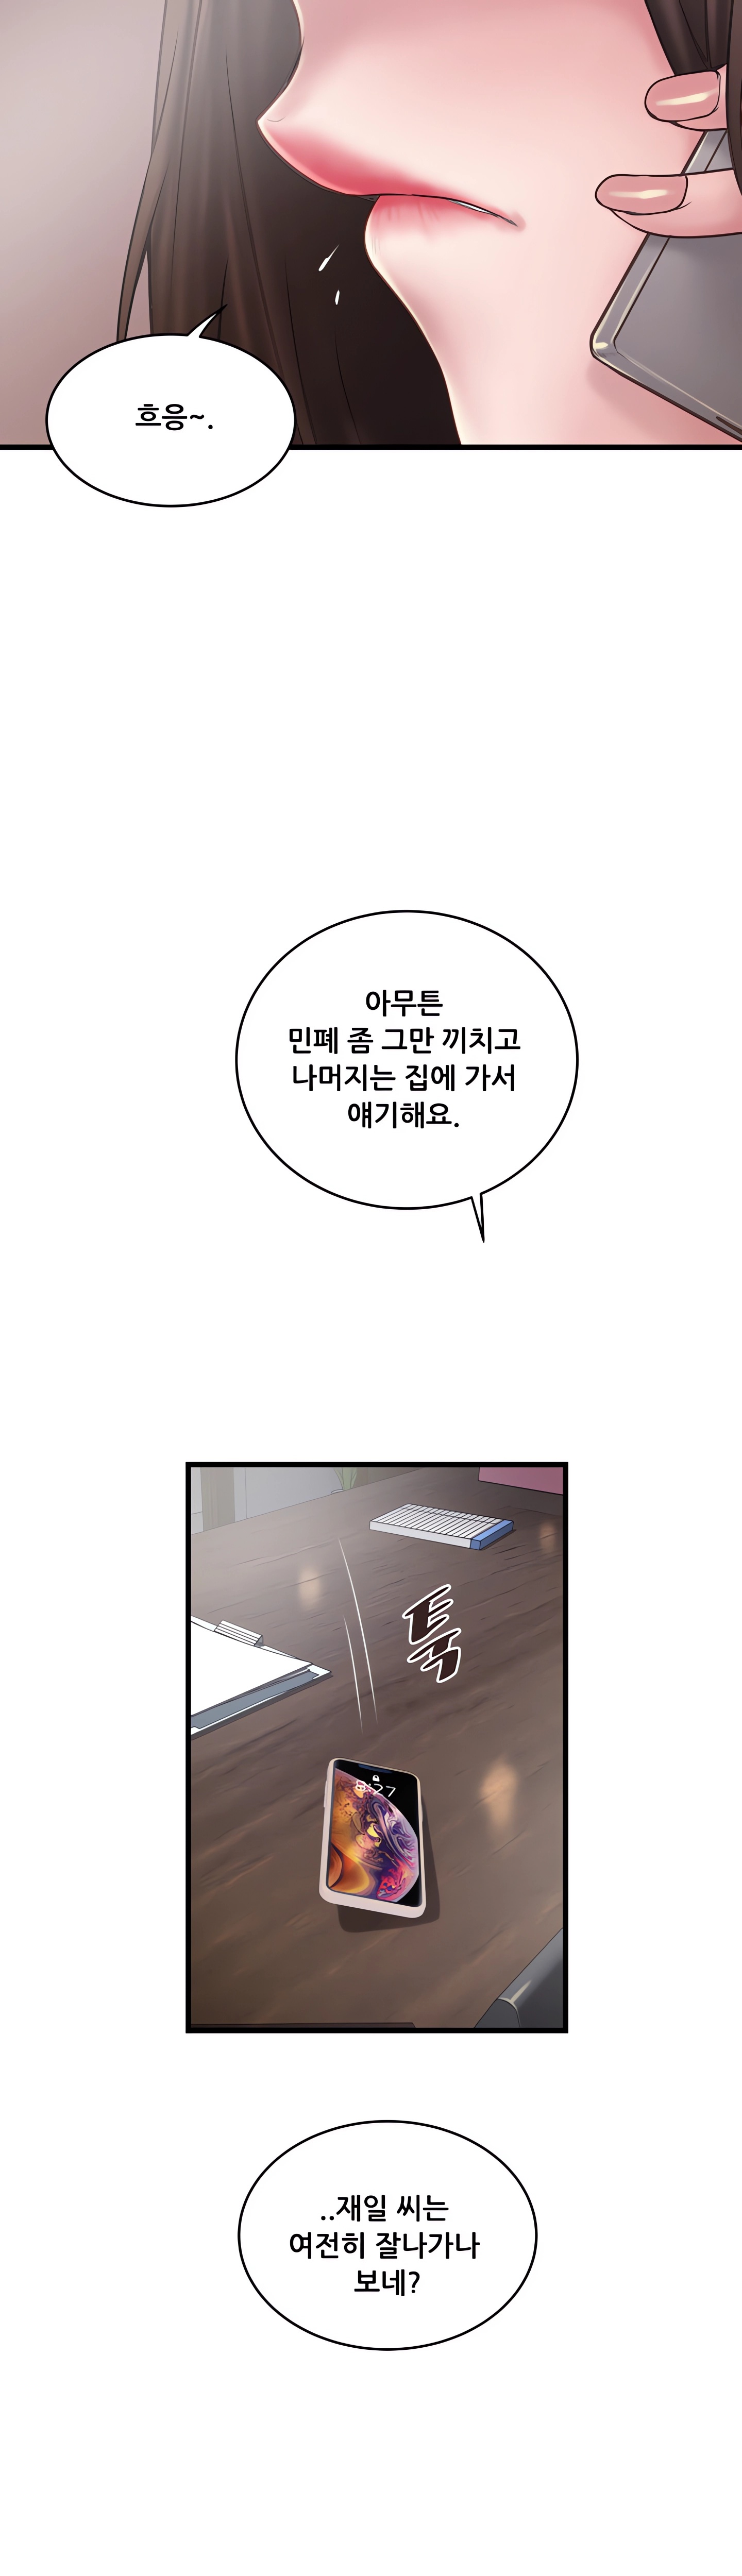 흐응~.
아무튼
민폐 좀 그만 끼치고
나머지는 집에 가서
얘기해요.
툭
8:27
..재일 씨는
여전히 잘나가나
보네?